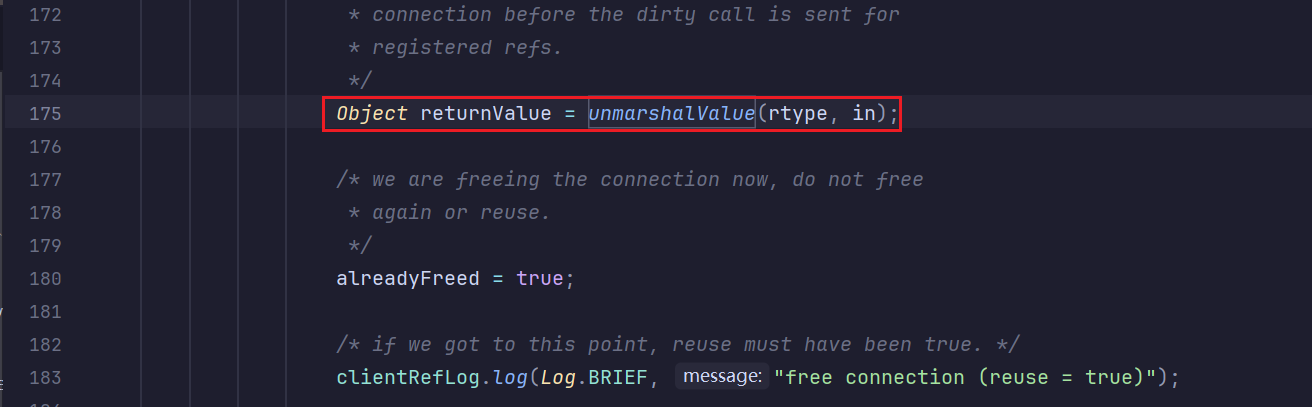 172 * connection before the dirty call is sent for
173 * registered refs.
174 */
175 Object returnValue = unmarshalValue(rtype, in);
176
177 /* we are freeing the connection now, do not free
178 * again or reuse.
179 */
180 alreadyFreed = true;
181
182 /* if we got to this point, reuse must have been true. */
183 clientRefLog.log(Log.BRIEF, message: "free connection (reuse = true)");